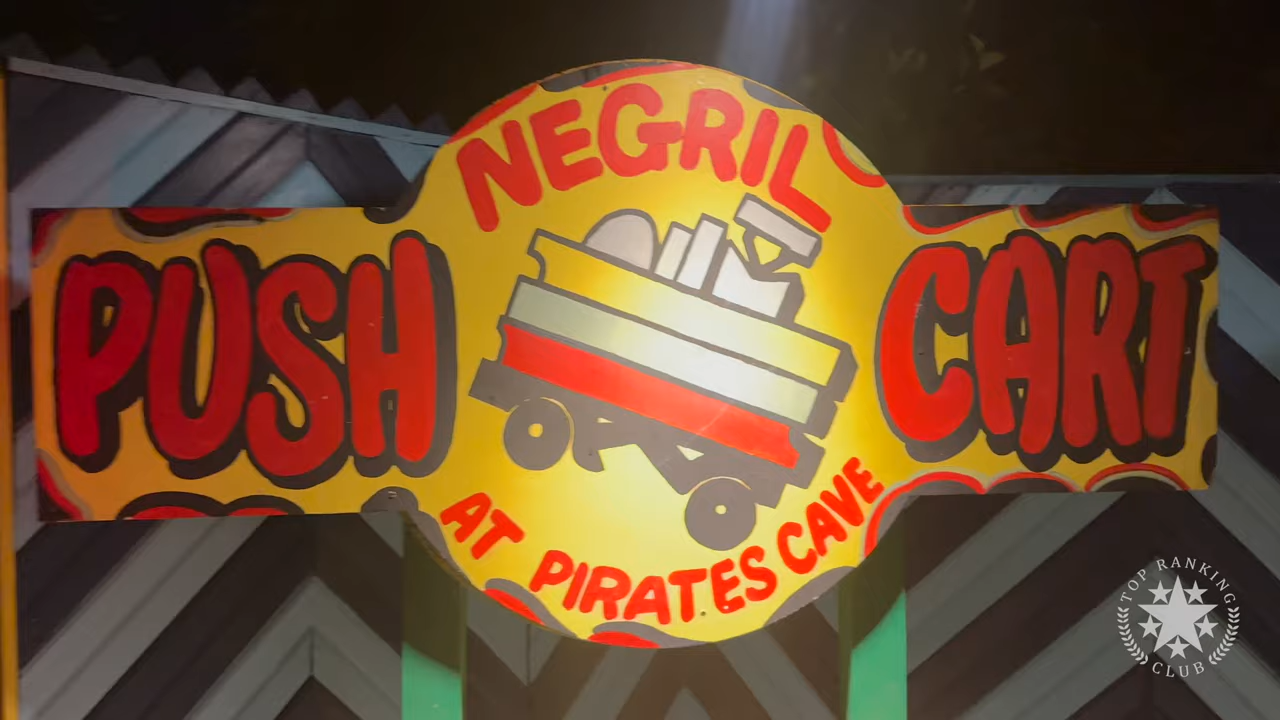 NEGRIL
PUSH CART
AT PIRATES CAVE
TOP RANKING
CLUB